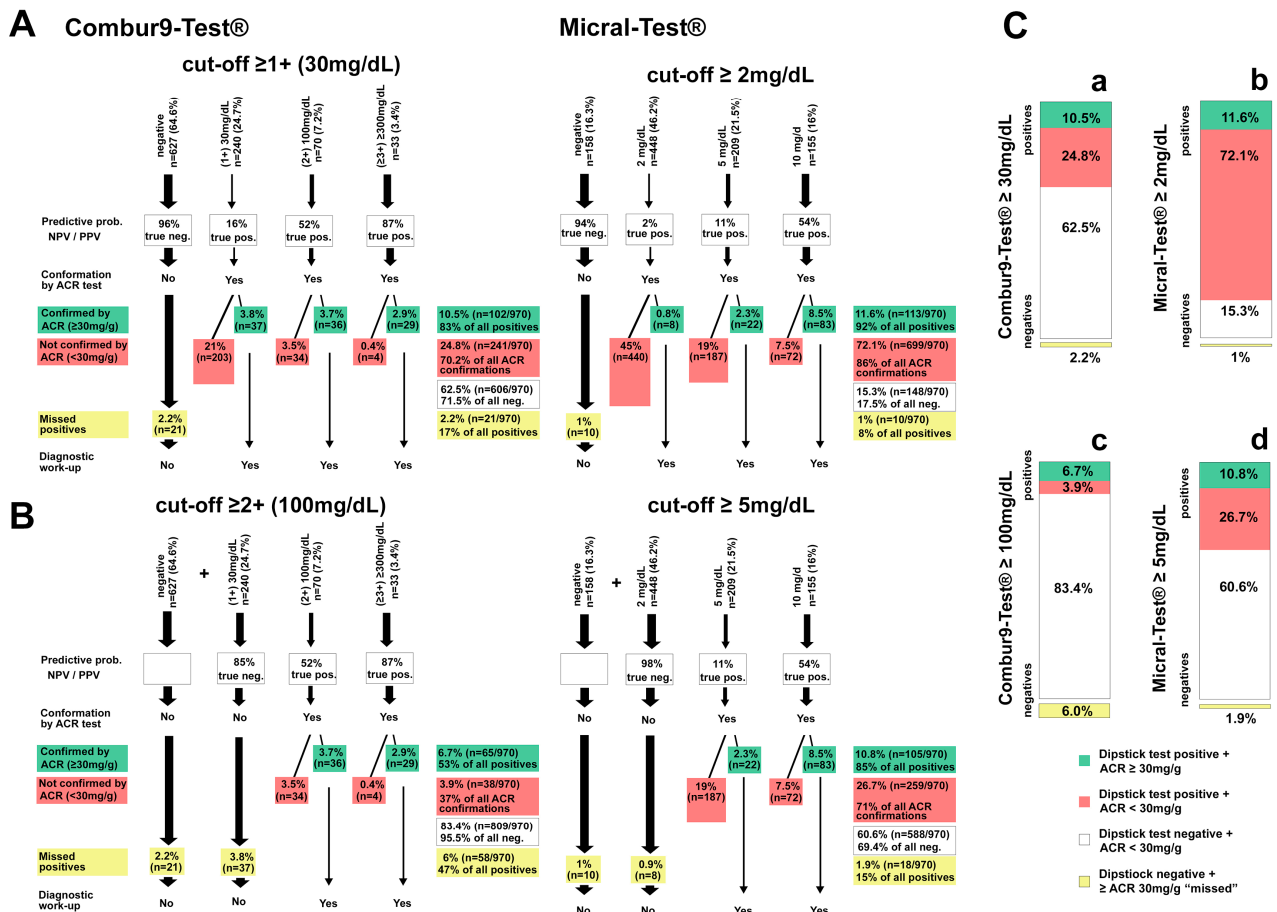 A
Combur9-Test®
Micral-Test®
cut-off ≥1+ (30mg/dL)
cut-off ≥ 2mg/dL
negative
n=627 (64.6%)
(1+) 30mg/dL
n=240 (24.7%)
(2+) 100mg/dL
n=70 (7.2%)
(≥3+) ≥300mg/dL
n=33 (3.4%)
negative
n=158 (16.3%)
2 mg/dL
n=448 (46.2%)
5 mg/dL
n=209 (21.5%)
10 mg/d
n=155 (16%)
Predictive prob.
NPV / PPV
96%
true neg.
16%
true pos.
52%
true pos.
87%
true pos.
94%
true neg.
2%
true pos.
11%
true pos.
54%
true pos.
Conformation
by ACR test
No
Yes
Yes
Yes
No
Yes
Yes
Yes
Confirmed by
ACR (≥30mg/g)
3.8%
(n=37)
3.7%
(n=36)
2.9%
(n=29)
10.5% (n=102/970)
83% of all positives
0.8%
(n=8)
2.3%
(n=22)
8.5%
(n=83)
11.6% (n=113/970)
92% of all positives
Not confirmed by
ACR (<30mg/g)
21%
(n=203)
3.5%
(n=34)
0.4%
(n=4)
24.8% (n=241/970)
70.2% of all ACR
confirmations
45%
(n=440)
19%
(n=187)
7.5%
(n=72)
72.1% (n=699/970)
86% of all ACR
confirmations
62.5% (n=606/970)
71.5% of all neg.
15.3% (n=148/970)
17.5% of all neg.
Missed
positives
2.2%
(n=21)
2.2% (n=21/970)
17% of all positives
1%
(n=10)
1% (n=10/970)
8% of all positives
Diagnostic
work-up
No
Yes
Yes
Yes
No
Yes
Yes
Yes
B
cut-off ≥2+ (100mg/dL)
cut-off ≥ 5mg/dL
negative
n=627 (64.6%)
+
(1+) 30mg/dL
n=240 (24.7%)
(2+) 100mg/dL
n=70 (7.2%)
(≥3+) ≥300mg/dL
n=33 (3.4%)
negative
n=158 (16.3%)
+
2 mg/dL
n=448 (46.2%)
5 mg/dL
n=209 (21.5%)
10 mg/d
n=155 (16%)
Predictive prob.
NPV / PPV
85%
true neg.
52%
true pos.
87%
true pos.
98%
true neg.
11%
true pos.
54%
true pos.
Conformation
by ACR test
No
No
Yes
Yes
No
No
Yes
Yes
Confirmed by
ACR (≥30mg/g)
3.7%
(n=36)
2.9%
(n=29)
6.7% (n=65/970)
53% of all positives
2.3%
(n=22)
8.5%
(n=83)
10.8% (n=105/970)
85% of all positives
Not confirmed by
ACR (<30mg/g)
3.5%
(n=34)
0.4%
(n=4)
3.9% (n=38/970)
37% of all ACR
confirmations
19%
(n=187)
7.5%
(n=72)
26.7% (n=259/970)
71% of all ACR
confirmations
83.4% (n=809/970)
95.5% of all neg.
60.6% (n=588/970)
69.4% of all neg.
Missed
positives
2.2%
(n=21)
3.8%
(n=37)
6% (n=58/970)
47% of all positives
1%
(n=10)
0.9%
(n=8)
1.9% (n=18/970)
15% of all positives
Diagnostic
work-up
No
No
Yes
Yes
No
No
Yes
Yes
C
a
Combur9-Test® ≥ 30mg/dL
positives
negatives
10.5%
24.8%
62.5%
2.2%
b
Micral-Test® ≥ 2mg/dL
positives
negatives
11.6%
72.1%
15.3%
1%
c
Combur9-Test® ≥ 100mg/dL
positives
negatives
6.7%
3.9%
83.4%
6.0%
d
Micral-Test® ≥ 5mg/dL
positives
negatives
10.8%
26.7%
60.6%
1.9%
Dipstick test positive +
ACR ≥ 30mg/g
Dipstick test positive +
ACR < 30mg/g
Dipstick test negative +
ACR < 30mg/g
Dipstiock negative +
≥ ACR 30mg/g “missed”